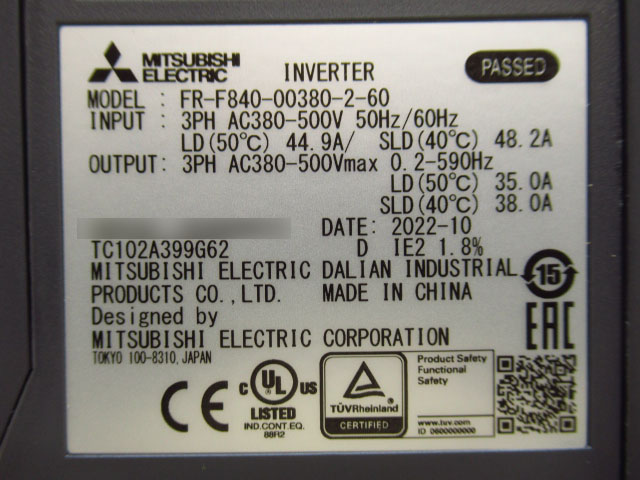 MITSUBISHI
ELECTRIC
INVERTER
PASSED
MODEL : FR-F840-00380-2-60
INPUT : 3PH AC380-500V 50Hz/60Hz
LD(50℃) 44.9A/ SLD(40℃) 48.2A
OUTPUT: 3PH AC380-500Vmax 0.2-590Hz
LD(50℃) 35.0A
SLD(40℃) 38.0A
DATE: 2022-10
TC102A399G62 D IE2 1.8%
MITSUBISHI ELECTRIC DALIAN INDUSTRIAL
PRODUCTS CO.,LTD. MADE IN CHINA
Designed by
MITSUBISHI ELECTRIC CORPORATION
TOKYO 100-8310, JAPAN
15
EAC
CE
c UL US
LISTED
IND.CONT.EQ.
88R2
TÜVRheinland
CERTIFIED
Product Safety
Functional
Safety
www.tuv.com
ID 0600000000